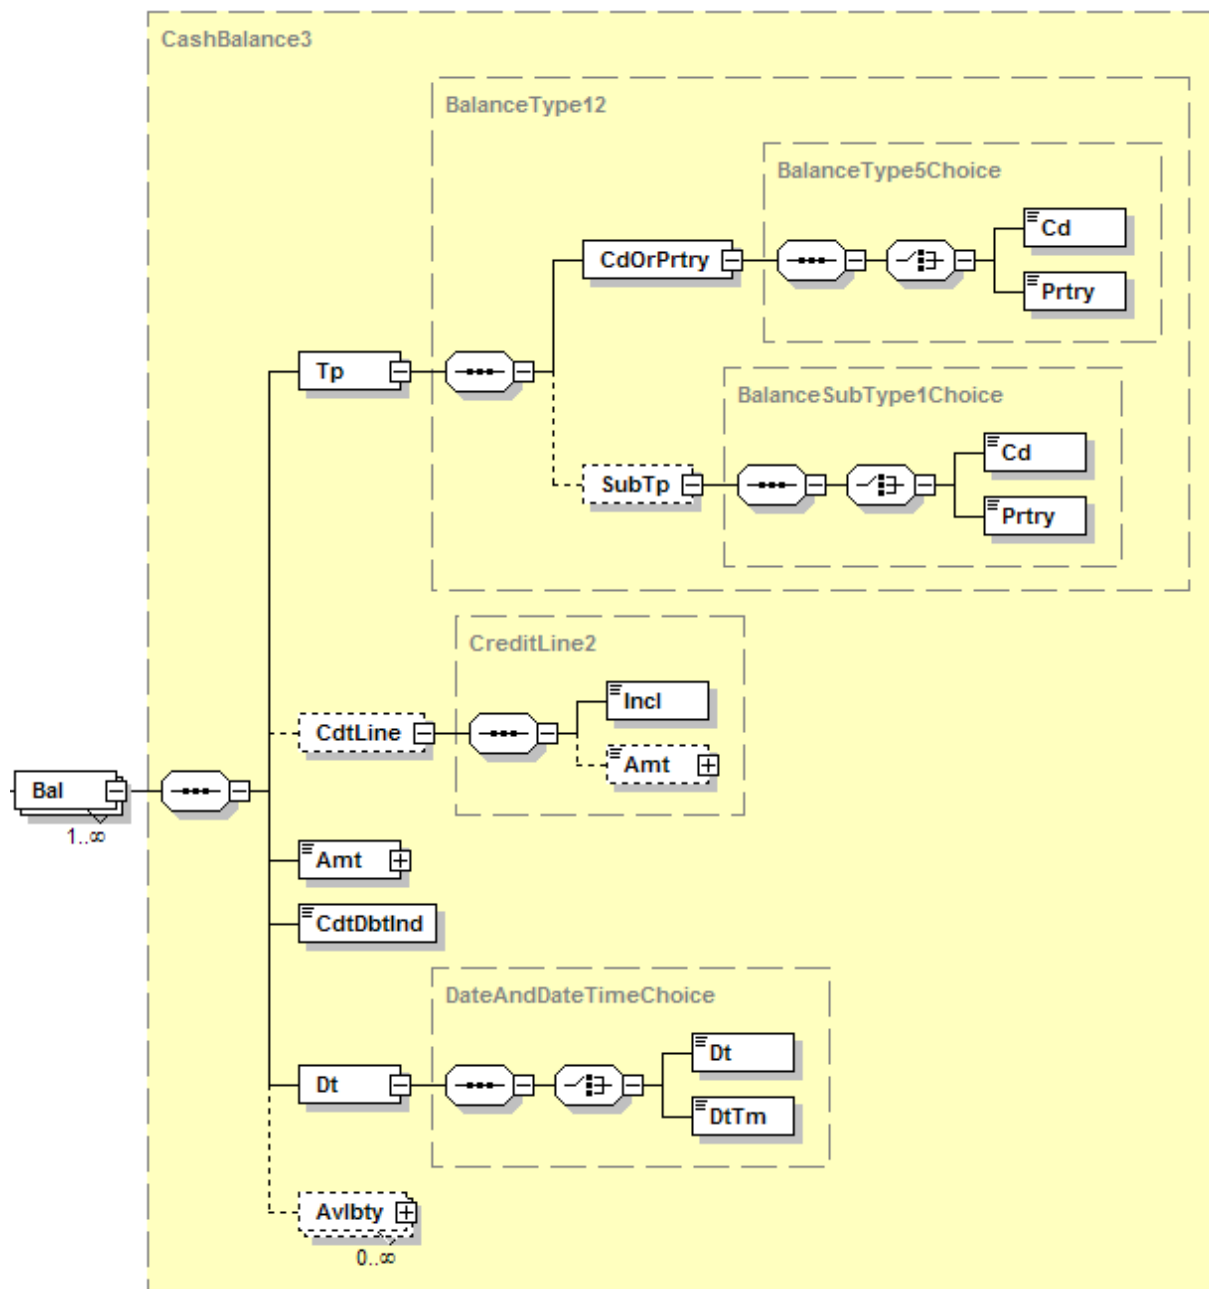 CashBalance3
BalanceType12
BalanceType5Choice
Cd
CdOrPrtry
Prtry
Tp
BalanceSubType1Choice
Cd
SubTp
Prtry
CreditLine2
Incl
CdtLine
Amt
Bal
1..∞
Amt
CdtDbtInd
DateAndDateTimeChoice
Dt
Dt
DtTm
Avlbty
0..∞